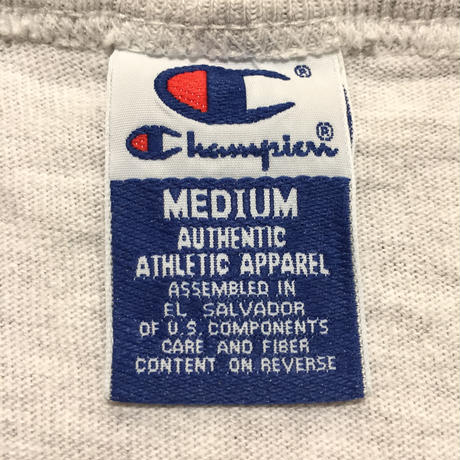 ®
Champion®
MEDIUM
AUTHENTIC
ATHLETIC APPAREL
ASSEMBLED IN
EL SALVADOR
OF U.S. COMPONENTS
CARE AND FIBER
CONTENT ON REVERSE